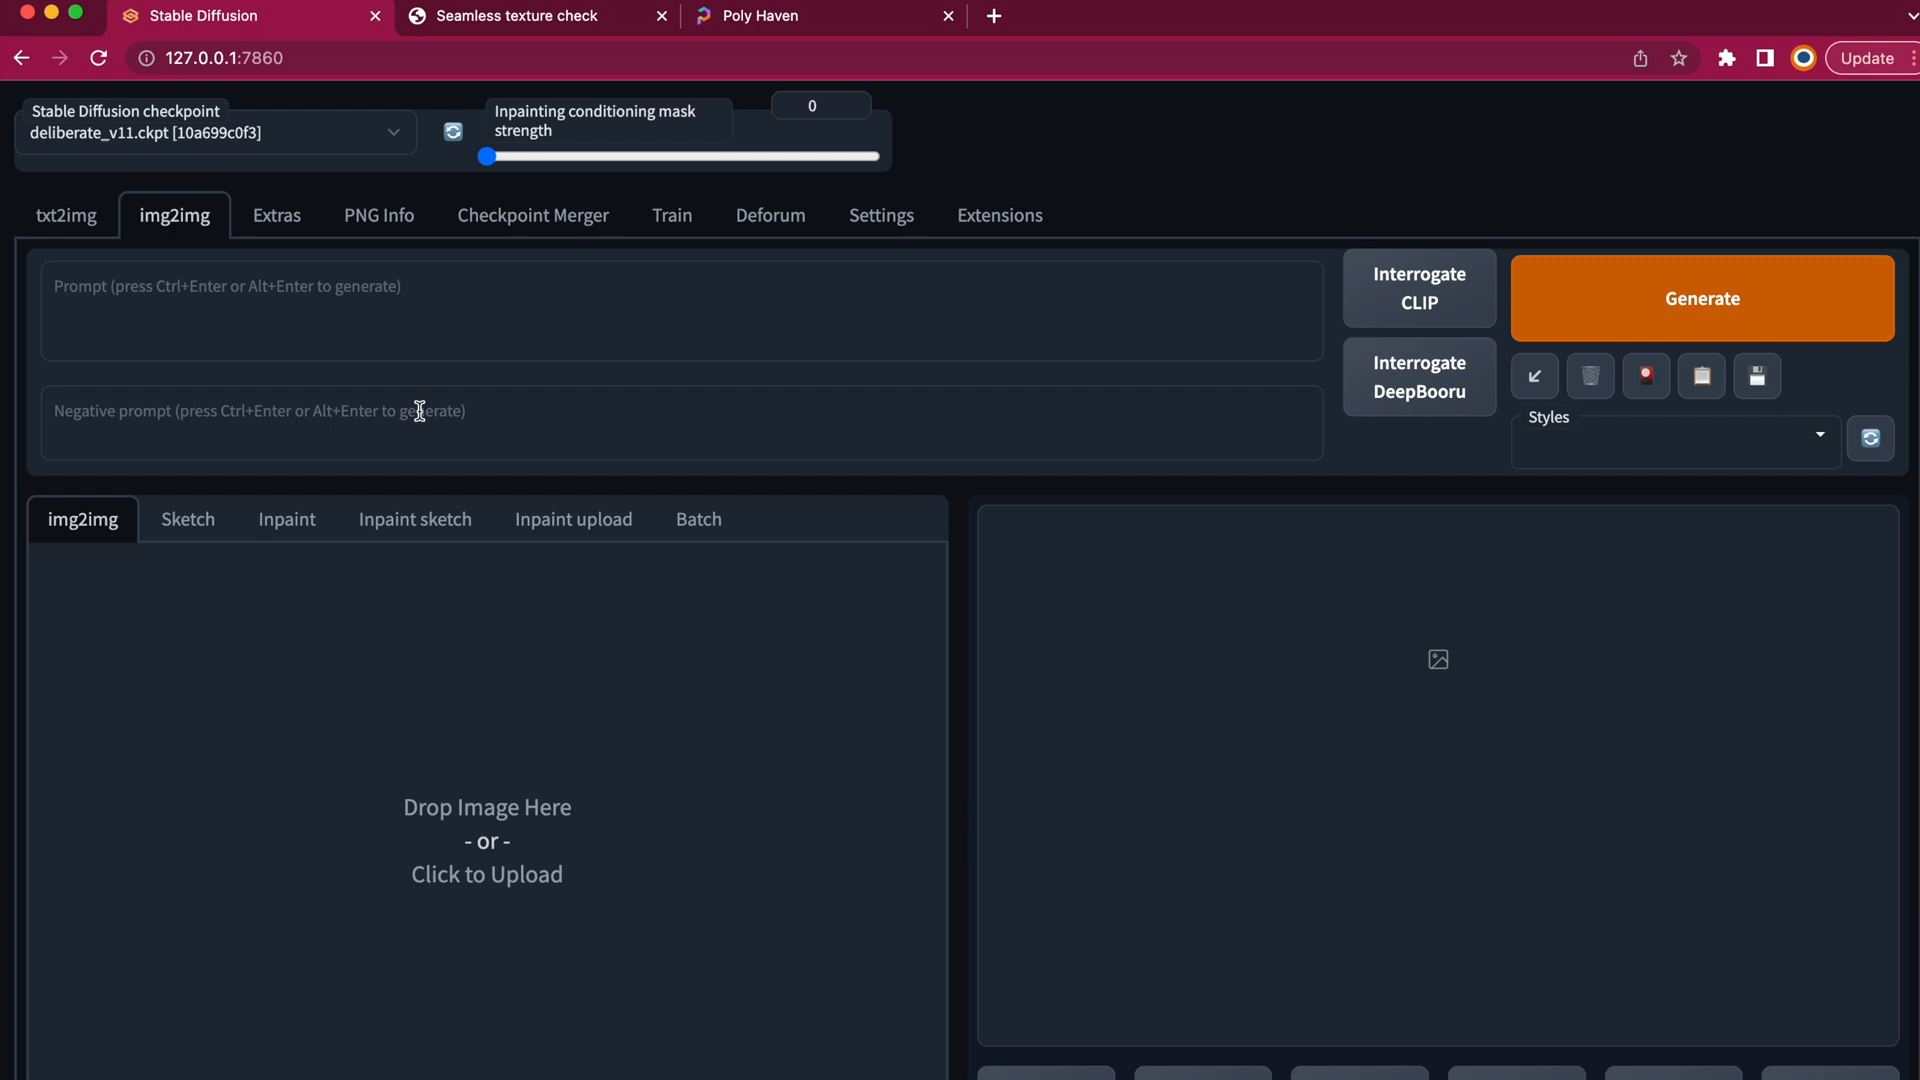 Stable Diffusion
Seamless texture check
Poly Haven
127.0.0.1:7860
Update
Stable Diffusion checkpoint
deliberate_v11.ckpt [10a699c0f3]
Inpainting conditioning mask
strength
0
txt2img
img2img
Extras
PNG Info
Checkpoint Merger
Train
Deforum
Settings
Extensions
Prompt (press Ctrl+Enter or Alt+Enter to generate)
Negative prompt (press Ctrl+Enter or Alt+Enter to generate)
Interrogate
CLIP
Interrogate
DeepBooru
Generate
Styles
img2img
Sketch
Inpaint
Inpaint sketch
Inpaint upload
Batch
Drop Image Here
- or -
Click to Upload